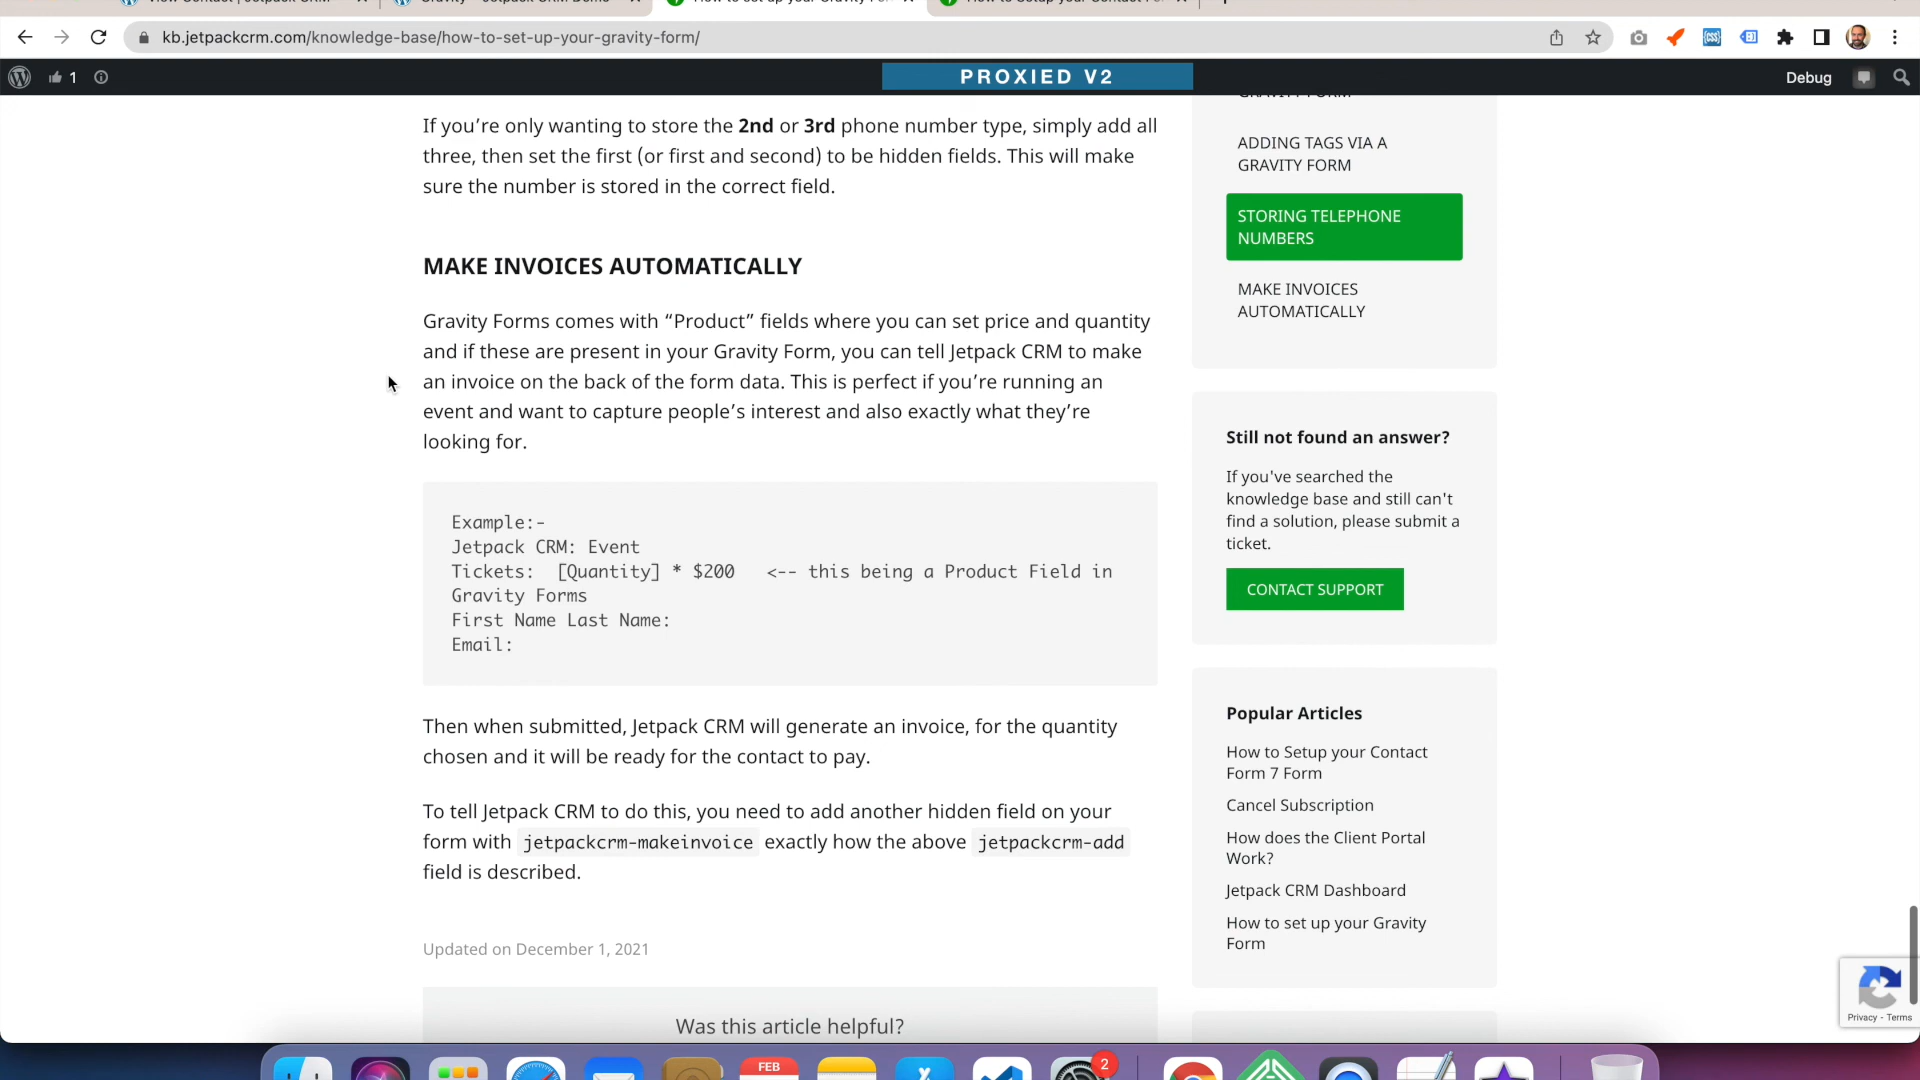 kb.jetpackcrm.com/knowledge-base/how-to-set-up-your-gravity-form/
1
PROXIED V2
Debug
If you’re only wanting to store the 2nd or 3rd phone number type, simply add all
three, then set the first (or first and second) to be hidden fields. This will make
sure the number is stored in the correct field.
MAKE INVOICES AUTOMATICALLY
Gravity Forms comes with “Product” fields where you can set price and quantity
and if these are present in your Gravity Form, you can tell Jetpack CRM to make
an invoice on the back of the form data. This is perfect if you’re running an
event and want to capture people’s interest and also exactly what they’re
looking for.
Example:-
Jetpack CRM: Event
Tickets:  [Quantity] * $200   <-- this being a Product Field in
Gravity Forms
First Name Last Name:
Email:
Then when submitted, Jetpack CRM will generate an invoice, for the quantity
chosen and it will be ready for the contact to pay.
To tell Jetpack CRM to do this, you need to add another hidden field on your
form with jetpackcrm-makeinvoice exactly how the above jetpackcrm-add
field is described.
Updated on December 1, 2021
Was this article helpful?
GRAVITY FORM
ADDING TAGS VIA A
GRAVITY FORM
STORING TELEPHONE
NUMBERS
MAKE INVOICES
AUTOMATICALLY
Still not found an answer?
If you've searched the
knowledge base and still can't
find a solution, please submit a
ticket.
CONTACT SUPPORT
Popular Articles
How to Setup your Contact
Form 7 Form
Cancel Subscription
How does the Client Portal
Work?
Jetpack CRM Dashboard
How to set up your Gravity
Form
Privacy - Terms
FEB
2